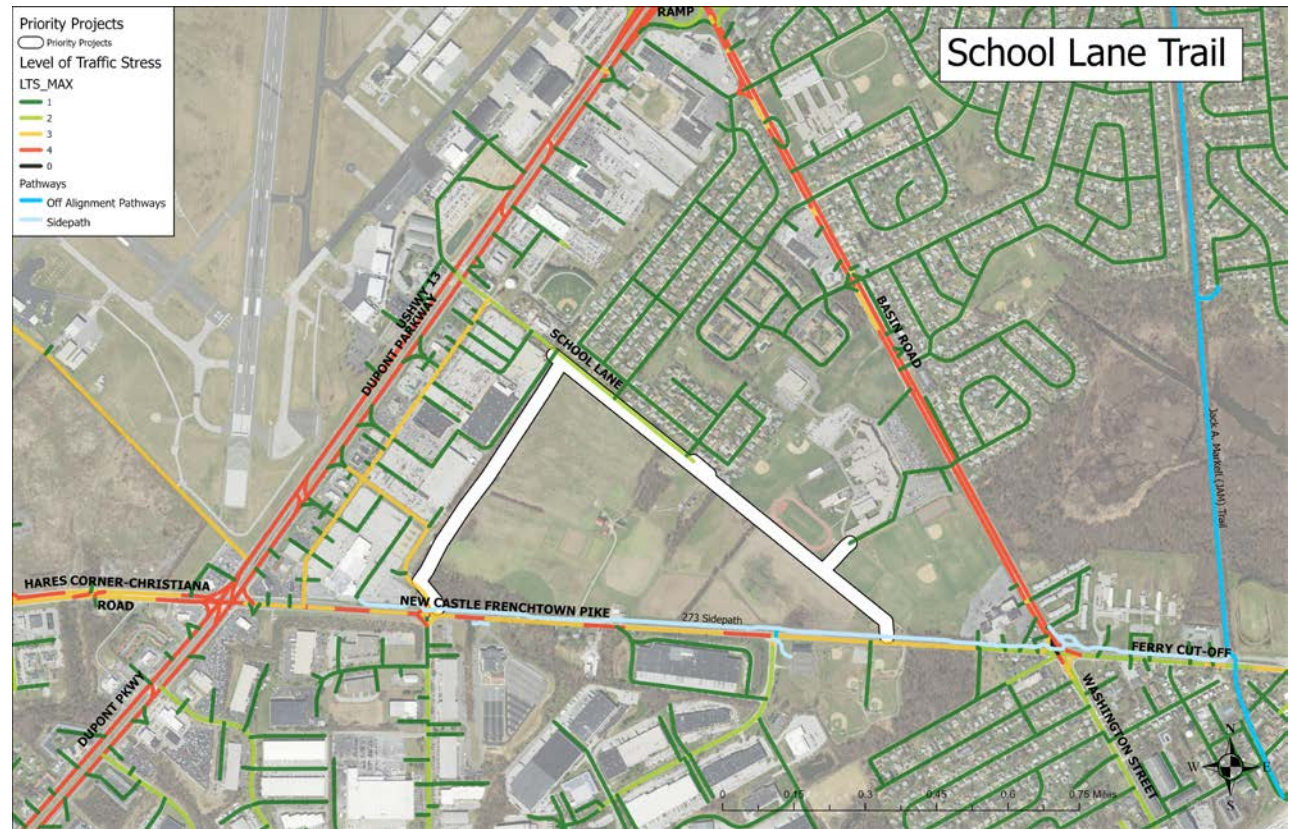 Priority Projects
Priority Projects
Level of Traffic Stress
LTS_MAX
1
2
3
4
0
Pathways
Off Alignment Pathways
Sidepath
School Lane Trail
RAMP
USHWY 13
DUPONT PARKWAY
SCHOOL LANE
BASIN ROAD
Jack A. Markell (JAM) Trail
HARES CORNER-CHRISTIANA
ROAD
NEW CASTLE FRENCHTOWN PIKE
273 Sidepath
FERRY CUT-OFF
DUPONT PKWY
WASHINGTON STREET
N
W E
S
0 0.15 0.3 0.45 0.6 0.75 Miles